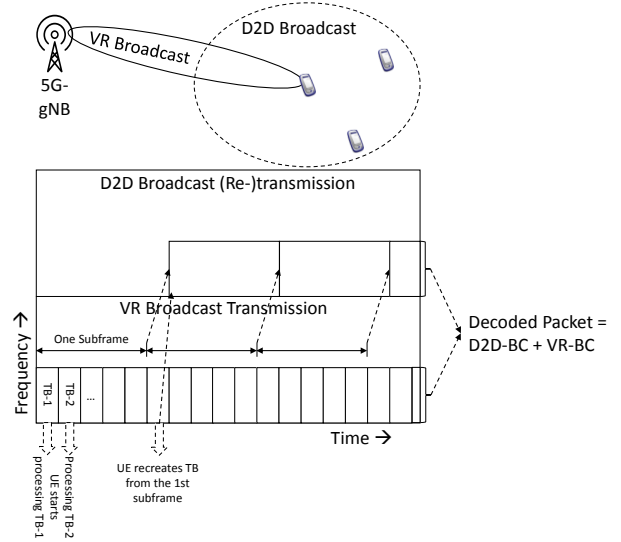 D2D Broadcast
VR Broadcast
5G-
gNB
D2D Broadcast (Re-)transmission
VR Broadcast Transmission
One Subframe
Frequency →
TB-1
TB-2
...
Time →
Decoded Packet =
D2D-BC + VR-BC
UE starts
processing TB-1
Processing TB-2
UE recreates TB
from the 1st
subframe